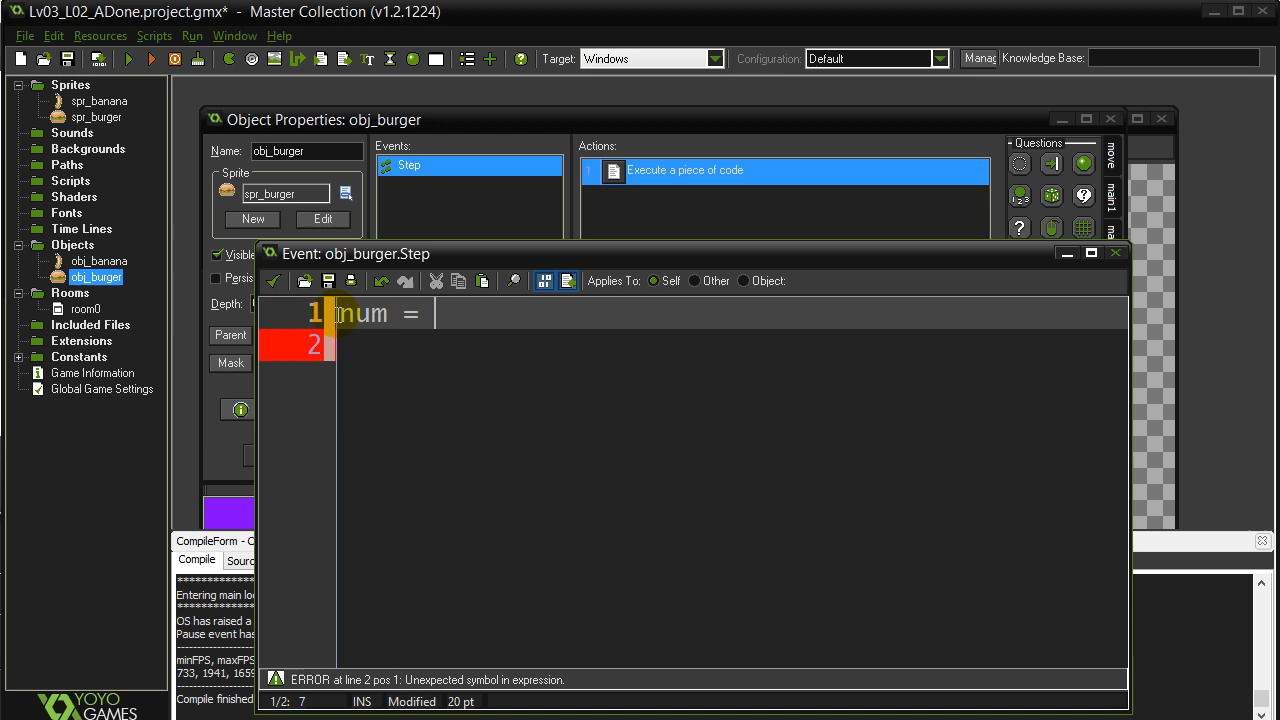 Lv03_L02_ADone.project.gmx* - Master Collection (v1.2.1224)
File Edit Resources Scripts Run Window Help
Target: Windows Configuration: Default Manac Knowledge Base:
Sprites
spr_banana
spr_burger
Sounds
Backgrounds
Paths
Scripts
Shaders
Fonts
Time Lines
Objects
obj_banana
obj_burger
Rooms
room0
Included Files
Extensions
Constants
Game Information
Global Game Settings
YOYO
GAMES
Object Properties: obj_burger
Name: obj_burger
Sprite
spr_burger
New Edit
Visible
Persis
Depth:
Parent
Mask
Events:
Step
Actions:
1 Execute a piece of code
Questions
move
main1
ma
Event: obj_burger.Step
Applies To: Self Other Object:
1 num =
2
ERROR at line 2 pos 1: Unexpected symbol in expression.
1/2: 7 INS Modified 20 pt
CompileForm - C
Compile Sourc
Entering main lo
OS has raised a
Pause event has
minFPS, maxFPS
733, 1941, 1659
Compile finished